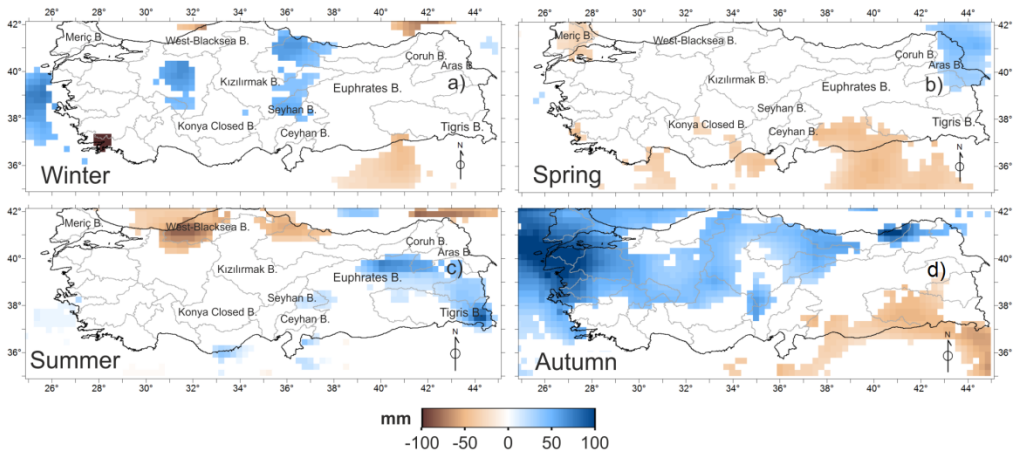 26° 28° 30° 32° 34° 36° 38° 40° 42° 44°
26° 28° 30° 32° 34° 36° 38° 40° 42° 44°
42° 40° 38° 36°
Meriç B.
West-Blacksea B.
Çoruh B.
Aras B.
a)
Kızılırmak B.
Euphrates B.
Seyhan B.
Konya Closed B.
Ceyhan B.
Tigris B.
N
Winter
Meriç B.
West-Blacksea B.
Çoruh B.
Aras B.
Kızılırmak B.
Euphrates B.
b)
Seyhan B.
Konya Closed B.
Ceyhan B.
Tigris B.
N
Spring
42° 40° 38° 36°
42° 40° 38° 36°
Meriç B.
West-Blacksea B.
Çoruh B.
Aras B.
Kızılırmak B.
c)
Euphrates B.
Seyhan B.
Konya Closed B.
Ceyhan B.
Tigris B.
N
Summer
d)
N
Autumn
42° 40° 38° 36°
26° 28° 30° 32° 34° 36° 38° 40° 42° 44°
26° 28° 30° 32° 34° 36° 38° 40° 42° 44°
mm
-100 -50 0 50 100